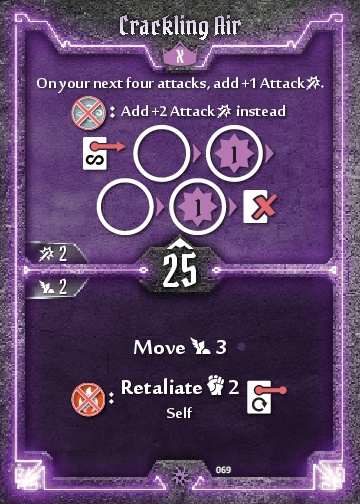 Crackling Air
X
On your next four attacks, add +1 Attack.
: Add +2 Attack instead
1
1
2
25
2
Move 3
: Retaliate 2
Self
069